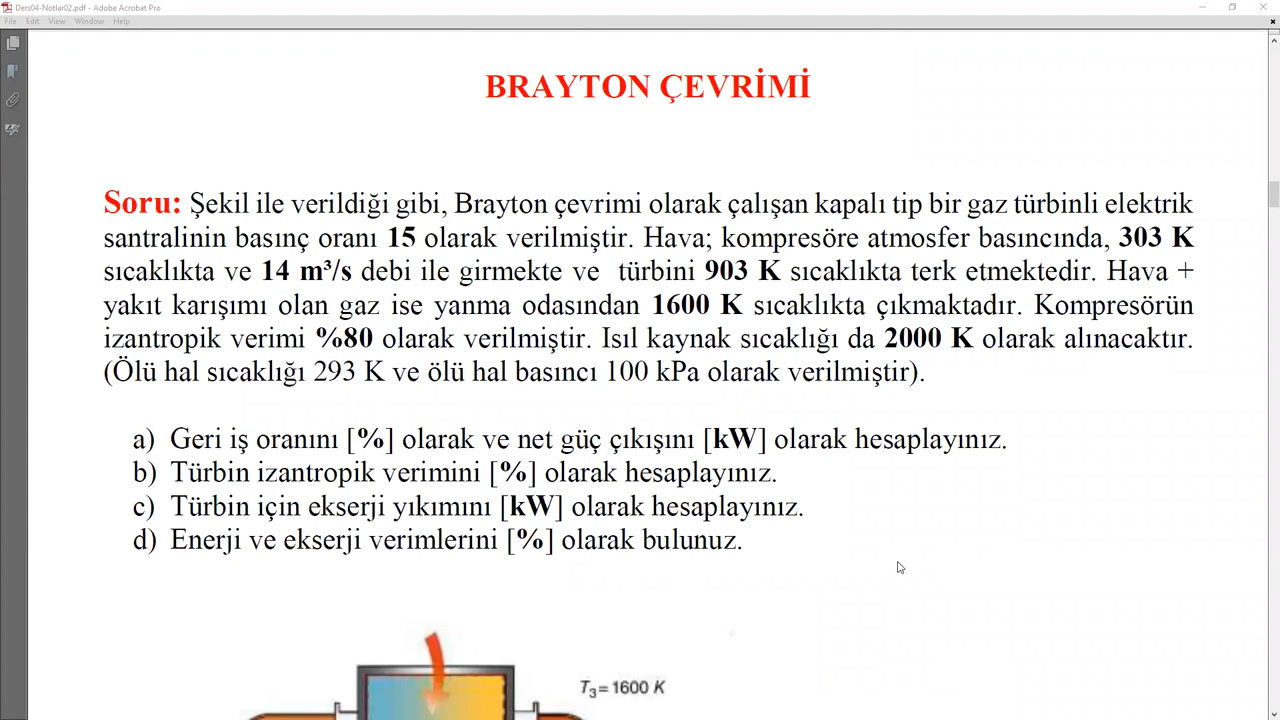 Ders04-Notlar02.pdf - Adobe Acrobat Pro
File Edit View Window Help
BRAYTON ÇEVRİMİ
Soru: Şekil ile verildiği gibi, Brayton çevrimi olarak çalışan kapalı tip bir gaz türbinli elektrik
santralinin basınç oranı 15 olarak verilmiştir. Hava; kompresöre atmosfer basıncında, 303 K
sıcaklıkta ve 14 m³/s debi ile girmekte ve türbini 903 K sıcaklıkta terk etmektedir. Hava +
yakıt karışımı olan gaz ise yanma odasından 1600 K sıcaklıkta çıkmaktadır. Kompresörün
izantropik verimi %80 olarak verilmiştir. Isıl kaynak sıcaklığı da 2000 K olarak alınacaktır.
(Ölü hal sıcaklığı 293 K ve ölü hal basıncı 100 kPa olarak verilmiştir).
a) Geri iş oranını [%] olarak ve net güç çıkışını [kW] olarak hesaplayınız.
b) Türbin izantropik verimini [%] olarak hesaplayınız.
c) Türbin için ekserji yıkımını [kW] olarak hesaplayınız.
d) Enerji ve ekserji verimlerini [%] olarak bulunuz.
T₃= 1600 K